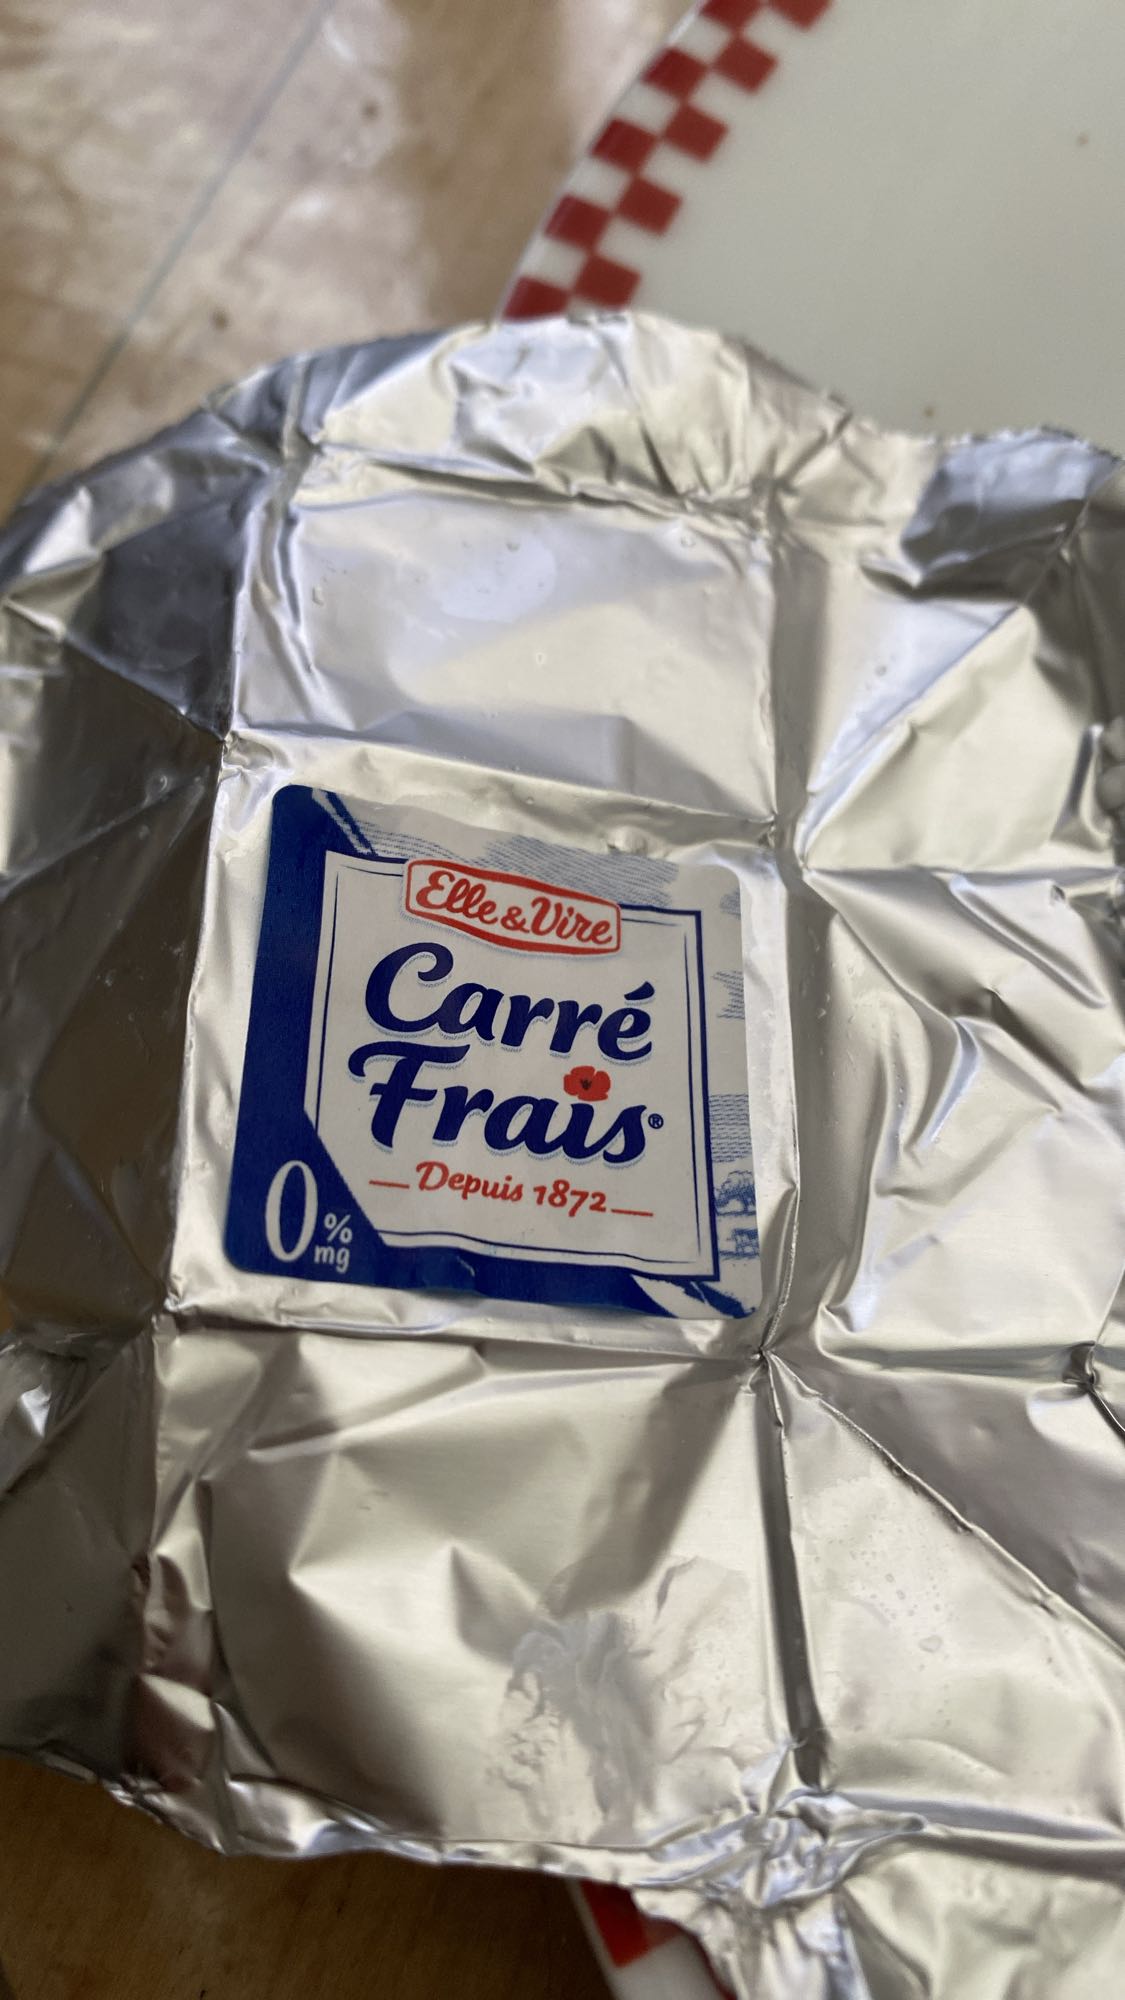 Elle & Vire
Carré
Frais®
Depuis 1872
0%
mg